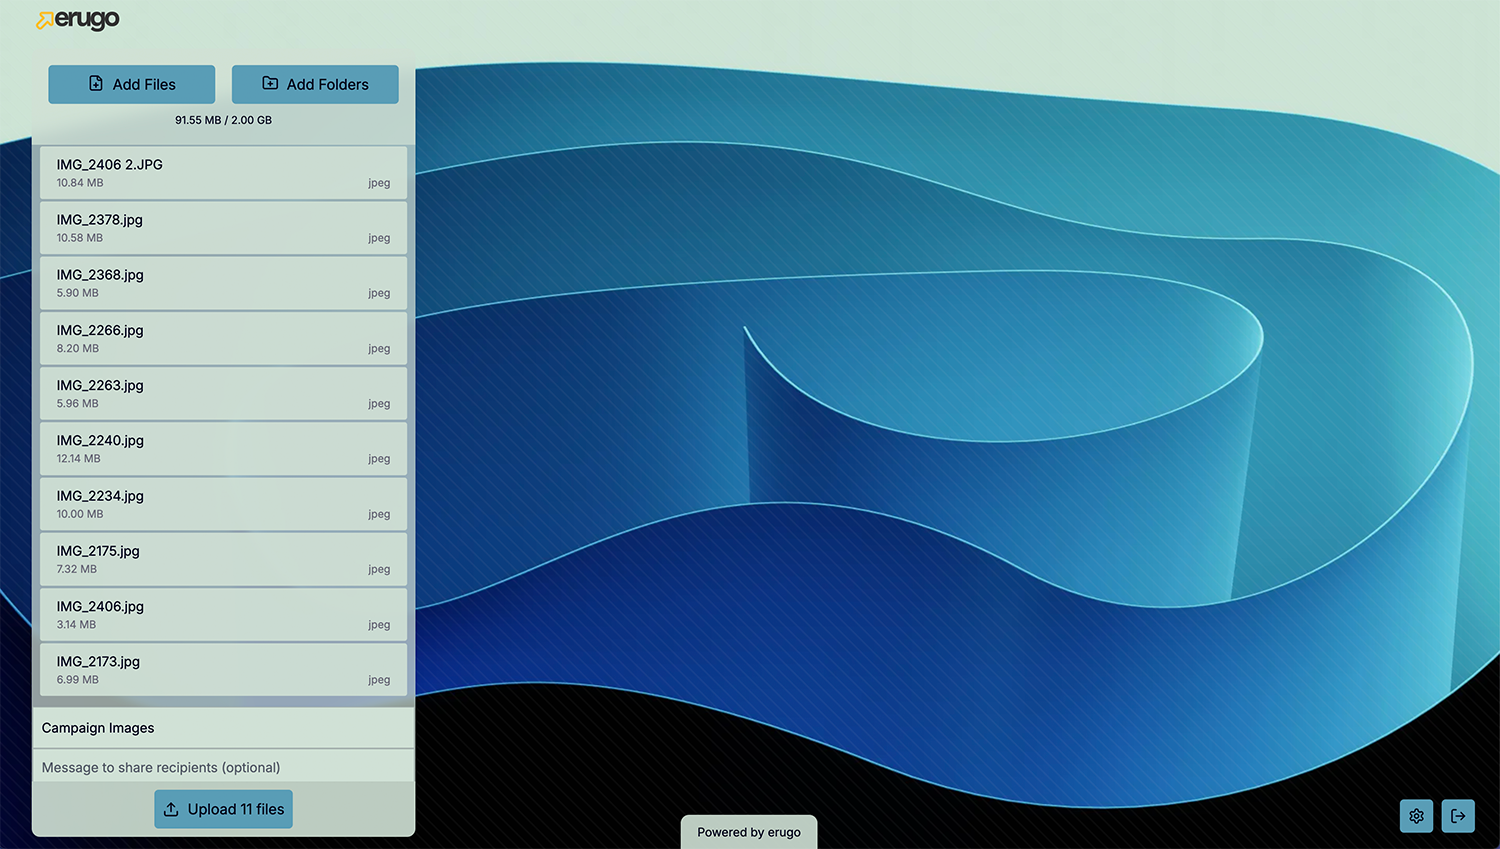 erugo
Add Files
Add Folders
91.55 MB / 2.00 GB
IMG_2406 2.JPG
10.84 MB
jpeg
IMG_2378.jpg
10.58 MB
jpeg
IMG_2368.jpg
5.90 MB
jpeg
IMG_2266.jpg
8.20 MB
jpeg
IMG_2263.jpg
5.96 MB
jpeg
IMG_2240.jpg
12.14 MB
jpeg
IMG_2234.jpg
10.00 MB
jpeg
IMG_2175.jpg
7.32 MB
jpeg
IMG_2406.jpg
3.14 MB
jpeg
IMG_2173.jpg
6.99 MB
jpeg
Campaign Images
Message to share recipients (optional)
Upload 11 files
Powered by erugo